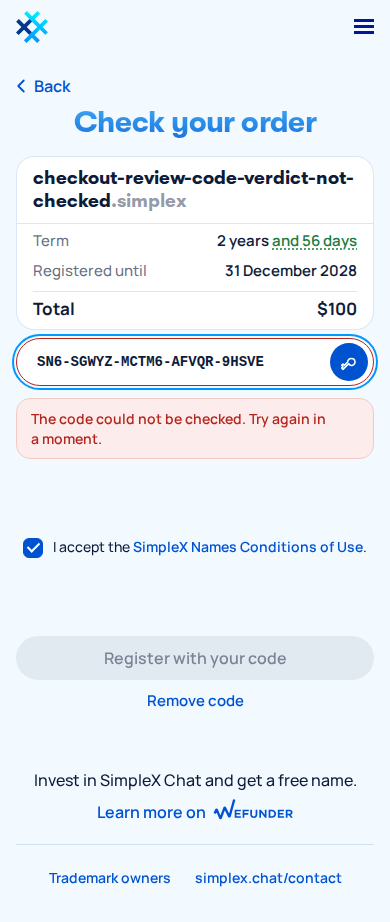 Back
Check your order
checkout-review-code-verdict-not-
checked.simplex
Term 2 years and 56 days
Registered until 31 December 2028
Total $100
SN6-SGWYZ-MCTM6-AFVQR-9HSVE
The code could not be checked. Try again in
a moment.
I accept the SimpleX Names Conditions of Use.
Register with your code
Remove code
Invest in SimpleX Chat and get a free name.
Learn more on WEFUNDER
Trademark owners simplex.chat/contact